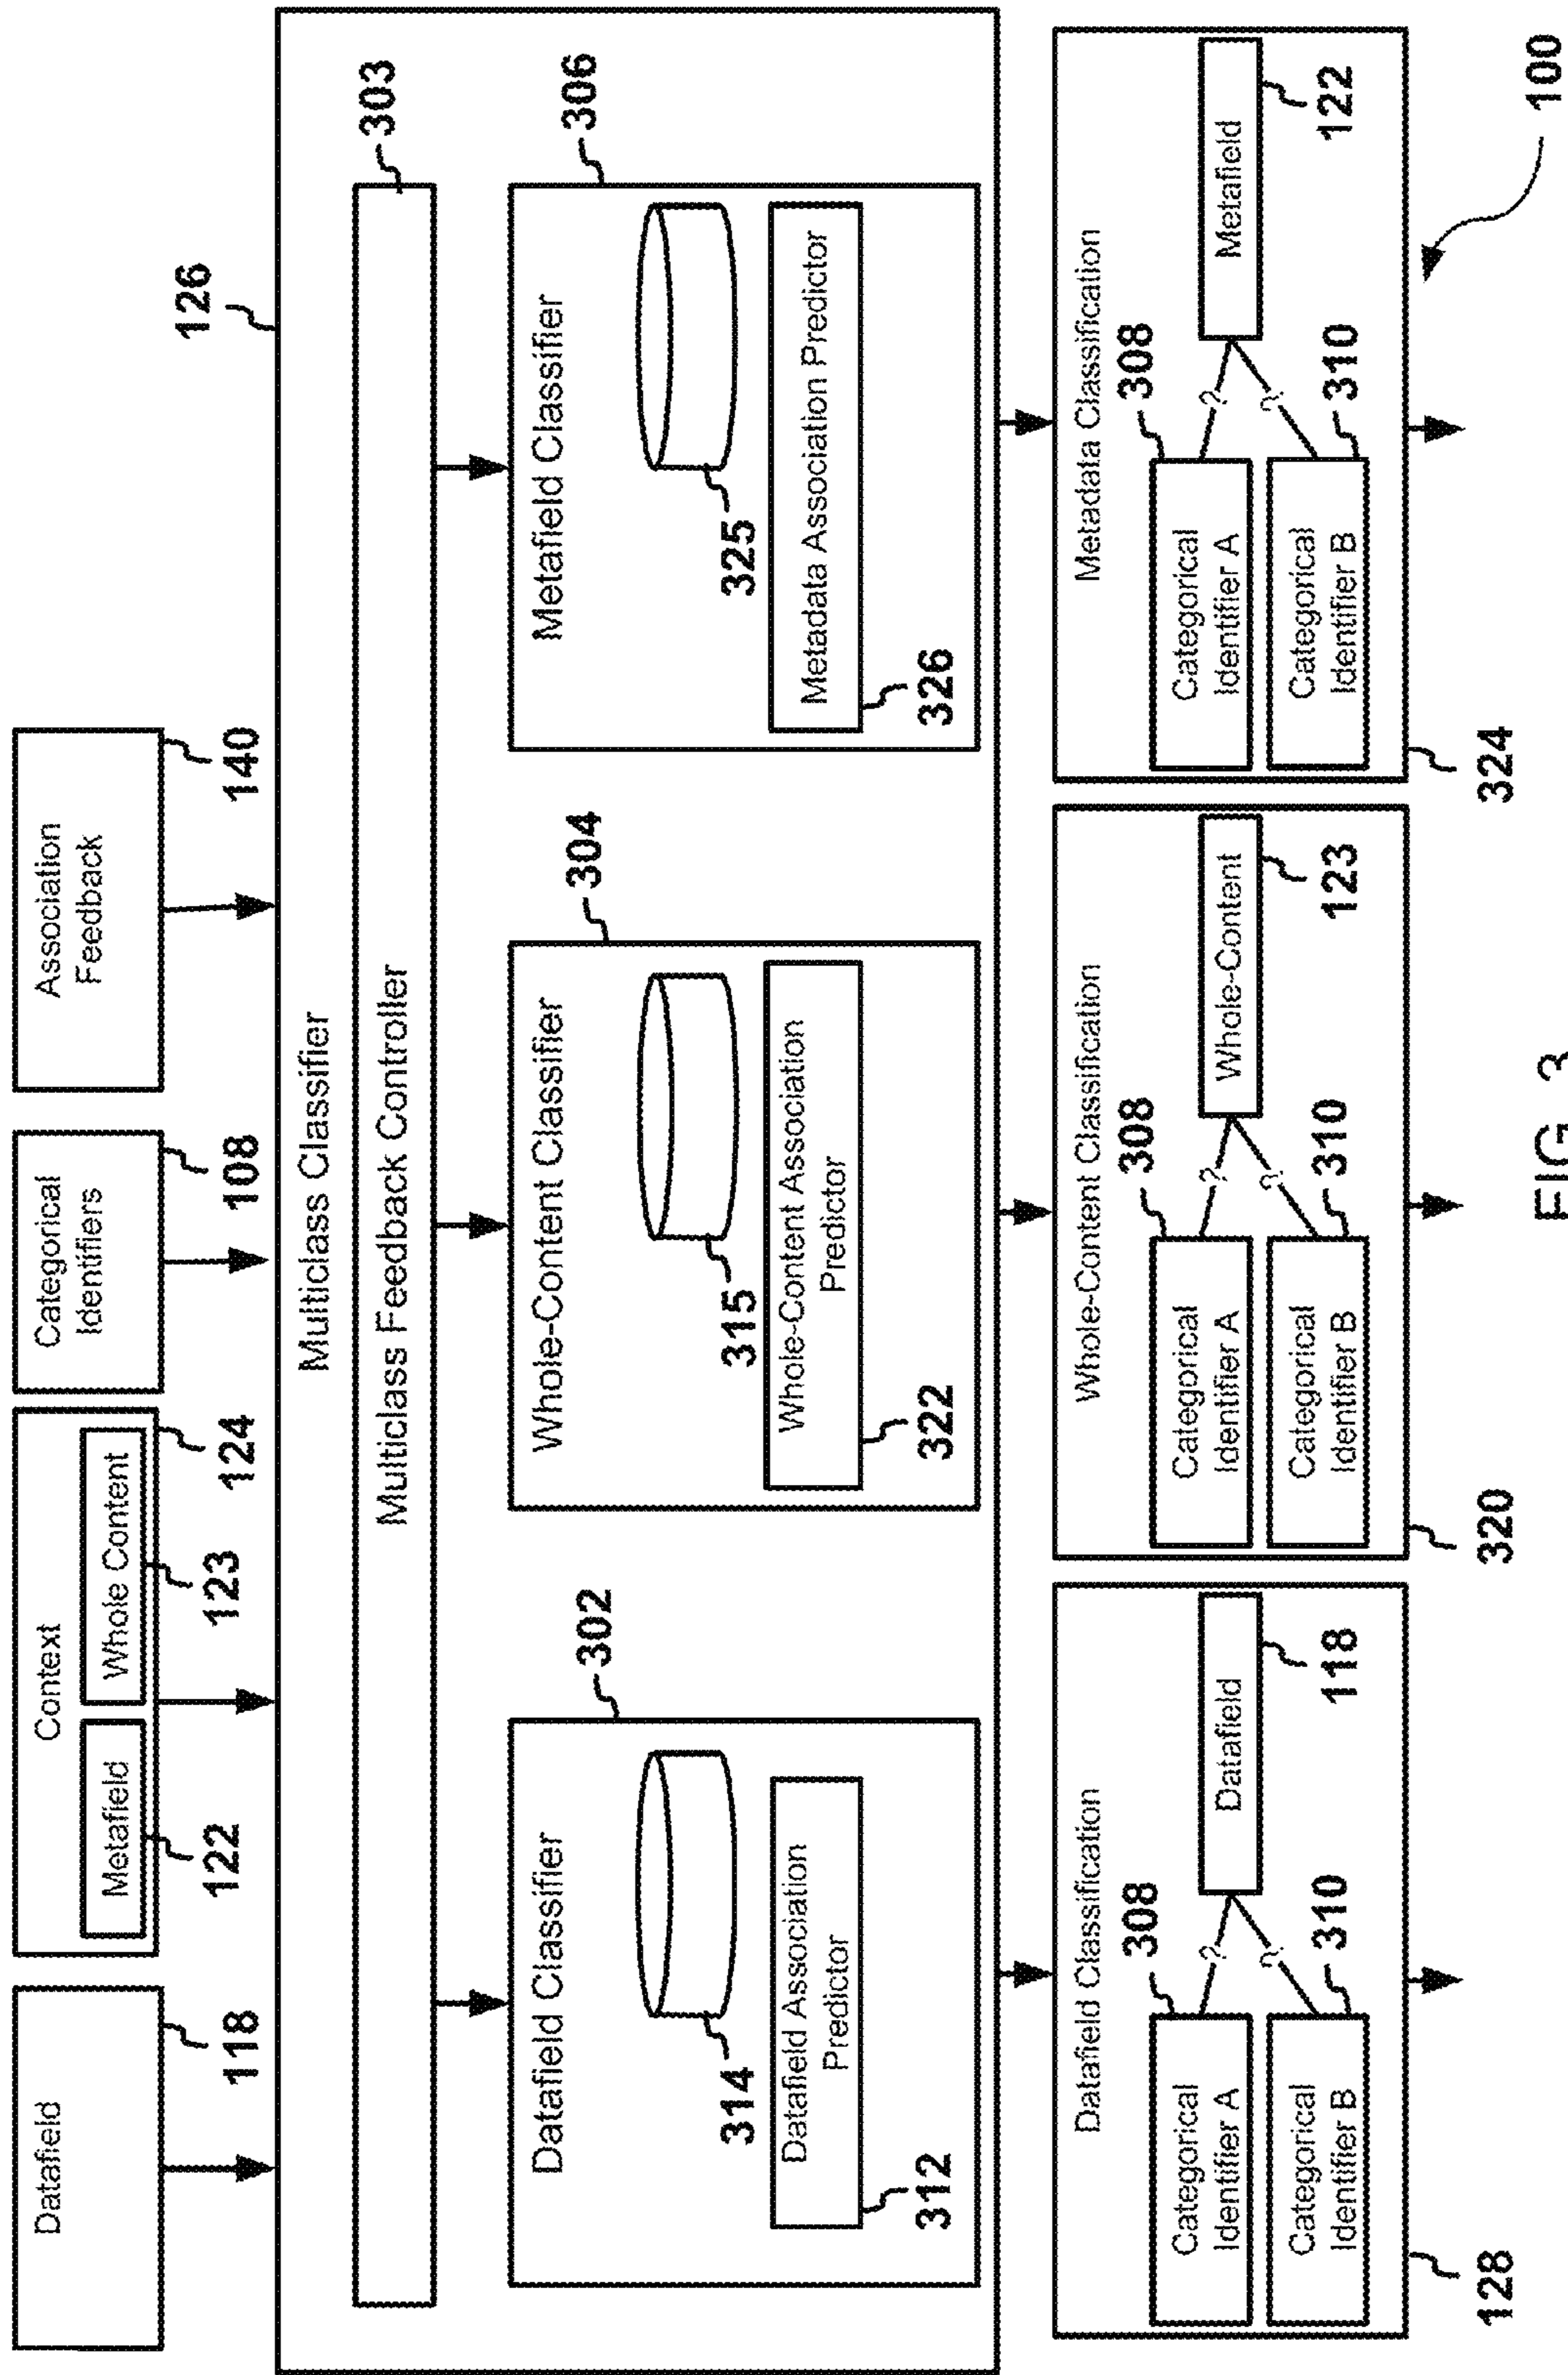 Datafield
118
Context
Metafield
122
Whole Content
123
124
Categorical
Identifiers
108
Association
Feedback
140
126
Multiclass Classifier
Multiclass Feedback Controller
303
Datafield Classifier
302
314
Datafield Association
Predictor
312
Whole-Content Classifier
304
315
Whole-Content Association
Predictor
322
Metafield Classifier
306
325
Metadata Association Predictor
326
Datafield Classification
308
Categorical
Identifier A
?
Datafield
118
Categorical
Identifier B
?
310
128
Whole-Content Classification
308
Categorical
Identifier A
?
Whole-Content
123
Categorical
Identifier B
?
310
320
Metadata Classification
308
Categorical
Identifier A
?
Metafield
122
Categorical
Identifier B
?
310
324
100
FIG. 3